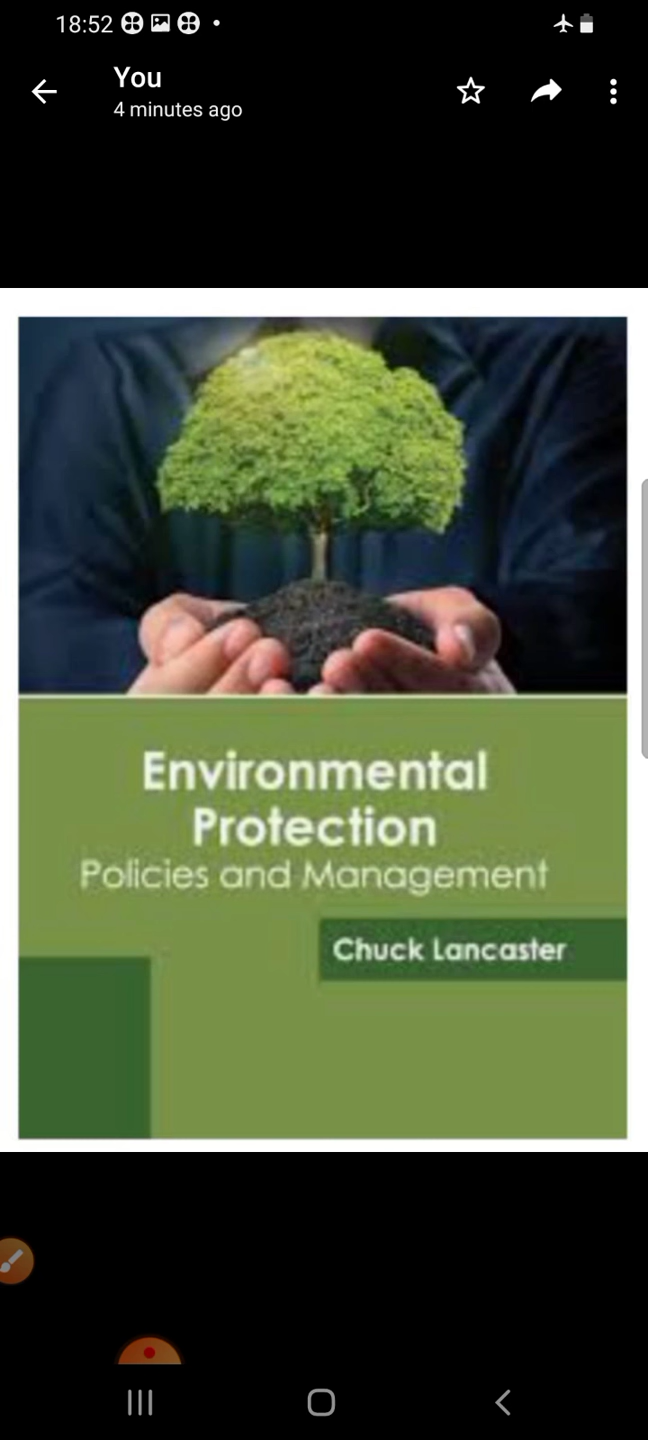 18:52
You
4 minutes ago
Environmental
Protection
Policies and Management
Chuck Lancaster